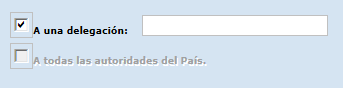 A una delegación:
A todas las autoridades del País.